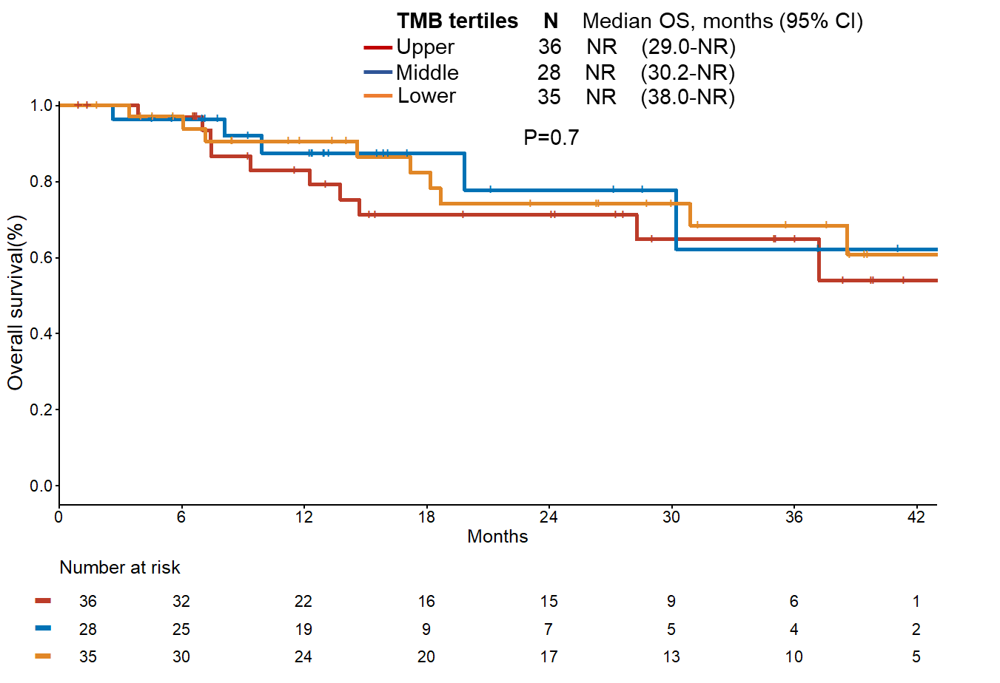 TMB tertiles N Median OS, months (95% CI)
Upper 36 NR (29.0-NR)
Middle 28 NR (30.2-NR)
Lower 35 NR (38.0-NR)
P=0.7
Overall survival(%)
1.0
0.8
0.6
0.4
0.2
0.0
0 6 12 18 24 30 36 42
Months
Number at risk
36 32 22 16 15 9 6 1
28 25 19 9 7 5 4 2
35 30 24 20 17 13 10 5